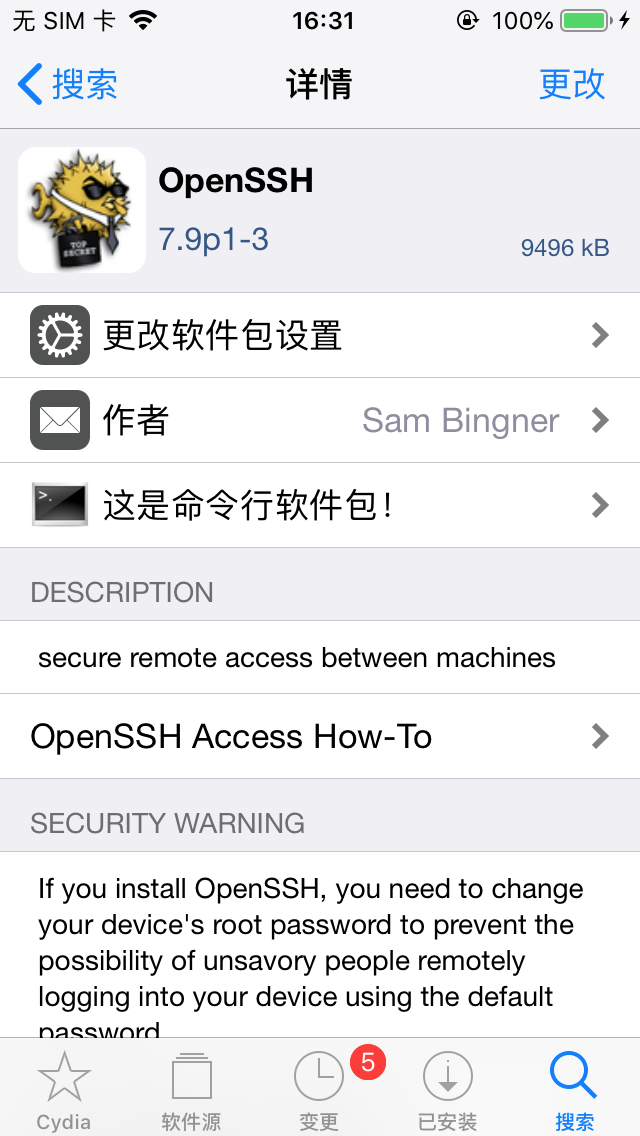 无 SIM 卡 16:31 100%
搜索 详情 更改
TOP SECRET
OpenSSH
7.9p1-3 9496 kB
更改软件包设置
作者 Sam Bingner
>.
这是命令行软件包！
DESCRIPTION
secure remote access between machines
OpenSSH Access How-To
SECURITY WARNING
If you install OpenSSH, you need to change
your device's root password to prevent the
possibility of unsavory people remotely
logging into your device using the default
password
5
Cydia 软件源 变更 已安装 搜索